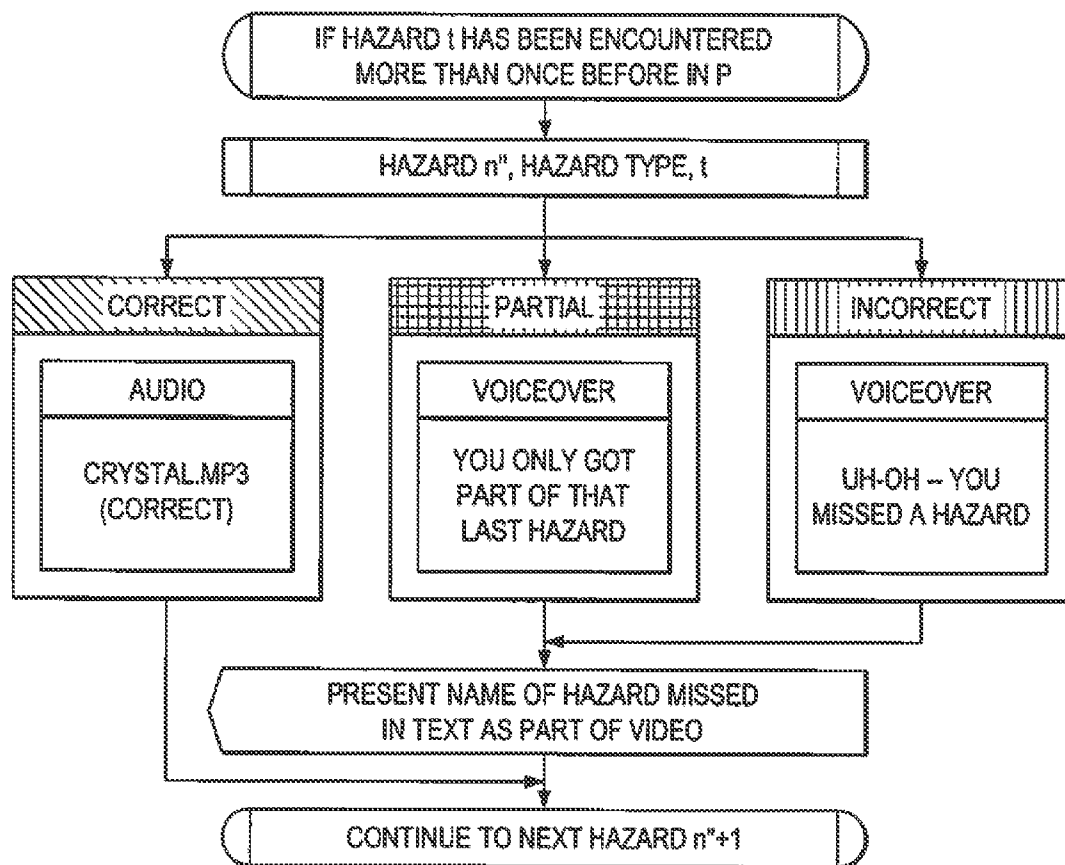 IF HAZARD t HAS BEEN ENCOUNTERED
MORE THAN ONCE BEFORE IN P
HAZARD n", HAZARD TYPE, t
CORRECT
AUDIO
CRYSTAL.MP3
(CORRECT)
PARTIAL
VOICEOVER
YOU ONLY GOT
PART OF THAT
LAST HAZARD
INCORRECT
VOICEOVER
UH-OH – YOU
MISSED A HAZARD
PRESENT NAME OF HAZARD MISSED
IN TEXT AS PART OF VIDEO
CONTINUE TO NEXT HAZARD n"+1